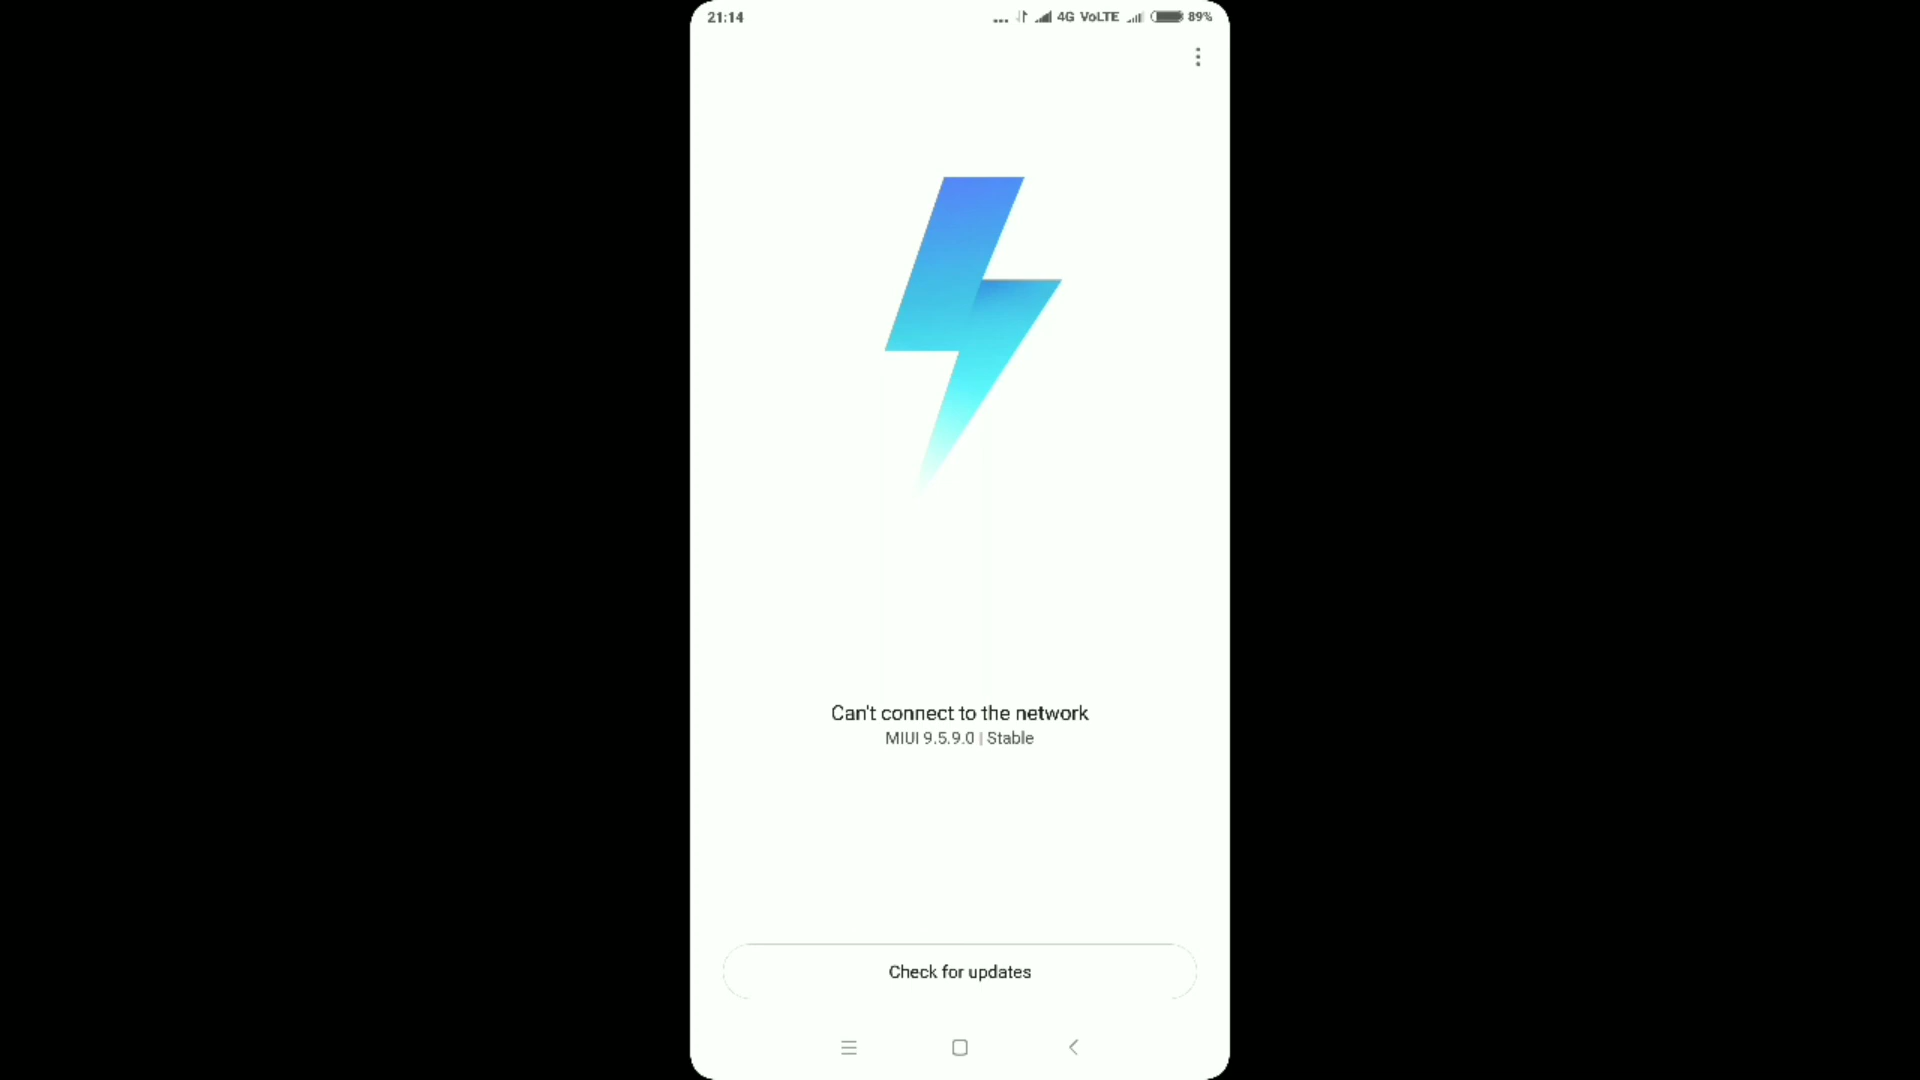 21:14
... 4G VoLTE 89%
Can't connect to the network
MIUI 9.5.9.0 | Stable
Check for updates